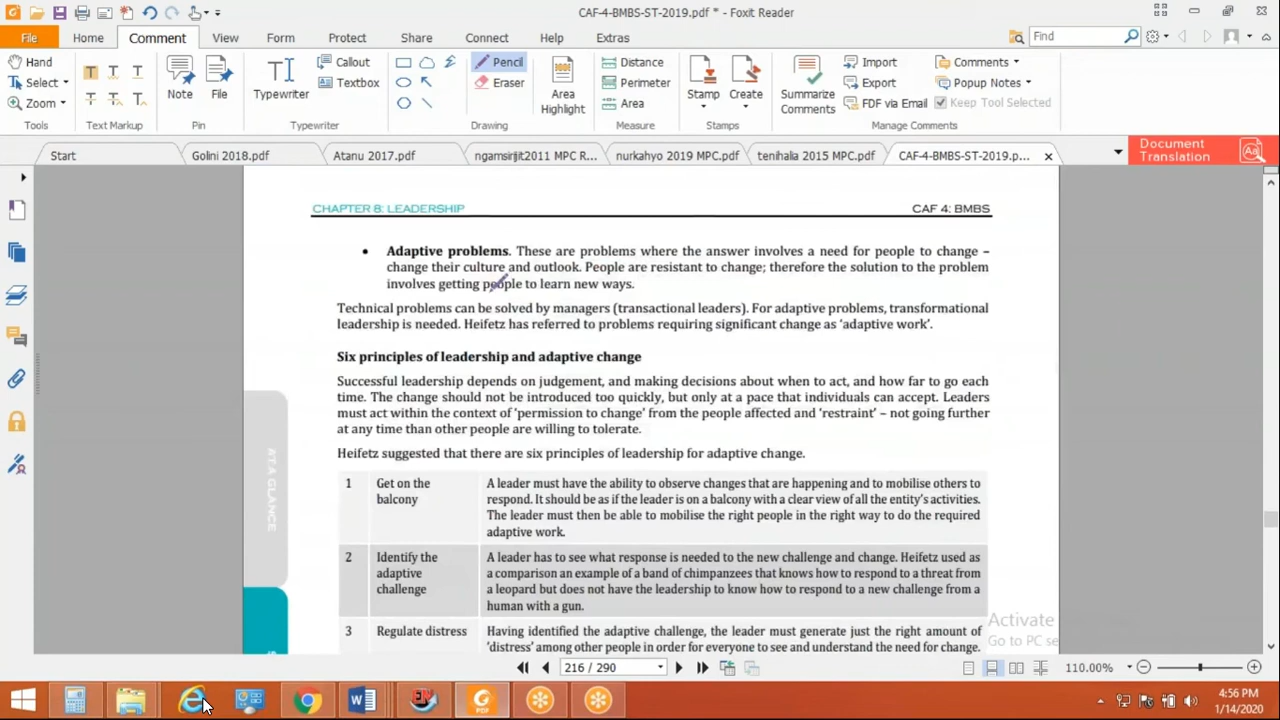 CAF-4-BMBS-ST-2019.pdf * - Foxit Reader
File Home Comment View Form Protect Share Connect Help Extras Find
Hand
Select
Zoom
Tools
T T T
T T T
Text Markup
Note File
Pin
Typewriter
Callout
Textbox
Typewriter
Pencil
Eraser
Area
Highlight
Drawing
Distance
Perimeter
Area
Measure
Stamp Create
Stamps
Summarize
Comments
Import
Export
FDF via Email
Comments
Popup Notes
Keep Tool Selected
Manage Comments
Start Golini 2018.pdf Atanu 2017.pdf ngamsirijit2011 MPC R... nurkahyo 2019 MPC.pdf tenihalia 2015 MPC.pdf CAF-4-BMBS-ST-2019.p...
Document
Translation
Aa
CHAPTER 8: LEADERSHIP CAF 4: BMBS
• Adaptive problems. These are problems where the answer involves a need for people to change –
change their culture and outlook. People are resistant to change; therefore the solution to the problem
involves getting people to learn new ways.
Technical problems can be solved by managers (transactional leaders). For adaptive problems, transformational
leadership is needed. Heifetz has referred to problems requiring significant change as ‘adaptive work’.
Six principles of leadership and adaptive change
Successful leadership depends on judgement, and making decisions about when to act, and how far to go each
time. The change should not be introduced too quickly, but only at a pace that individuals can accept. Leaders
must act within the context of ‘permission to change’ from the people affected and ‘restraint’ – not going further
at any time than other people are willing to tolerate.
Heifetz suggested that there are six principles of leadership for adaptive change.
1 Get on the
balcony
A leader must have the ability to observe changes that are happening and to mobilise others to
respond. It should be as if the leader is on a balcony with a clear view of all the entity’s activities.
The leader must then be able to mobilise the right people in the right way to do the required
adaptive work.
2 Identify the
adaptive
challenge
A leader has to see what response is needed to the new challenge and change. Heifetz used as
a comparison an example of a band of chimpanzees that knows how to respond to a threat from
a leopard but does not have the leadership to know how to respond to a new challenge from a
human with a gun.
3 Regulate distress
Having identified the adaptive challenge, the leader must generate just the right amount of
‘distress’ among other people in order for everyone to see and understand the need for change.
AT A GLANCE
Activate
Go to PC se
216 / 290
110.00%
4:56 PM
1/14/2020